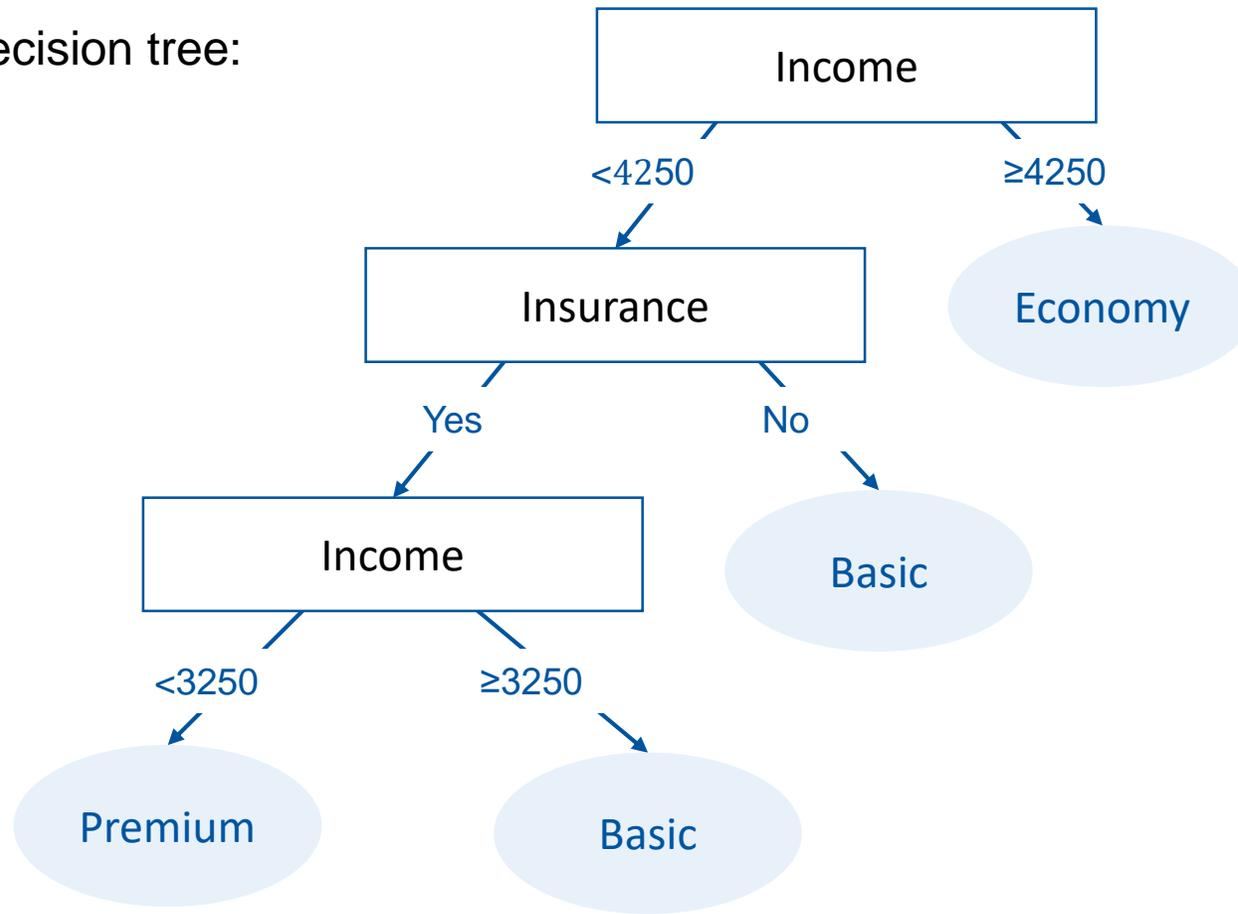 ecision tree:
Income
<4250
≥4250
Insurance
Economy
Yes
No
Income
Basic
<3250
≥3250
Premium
Basic